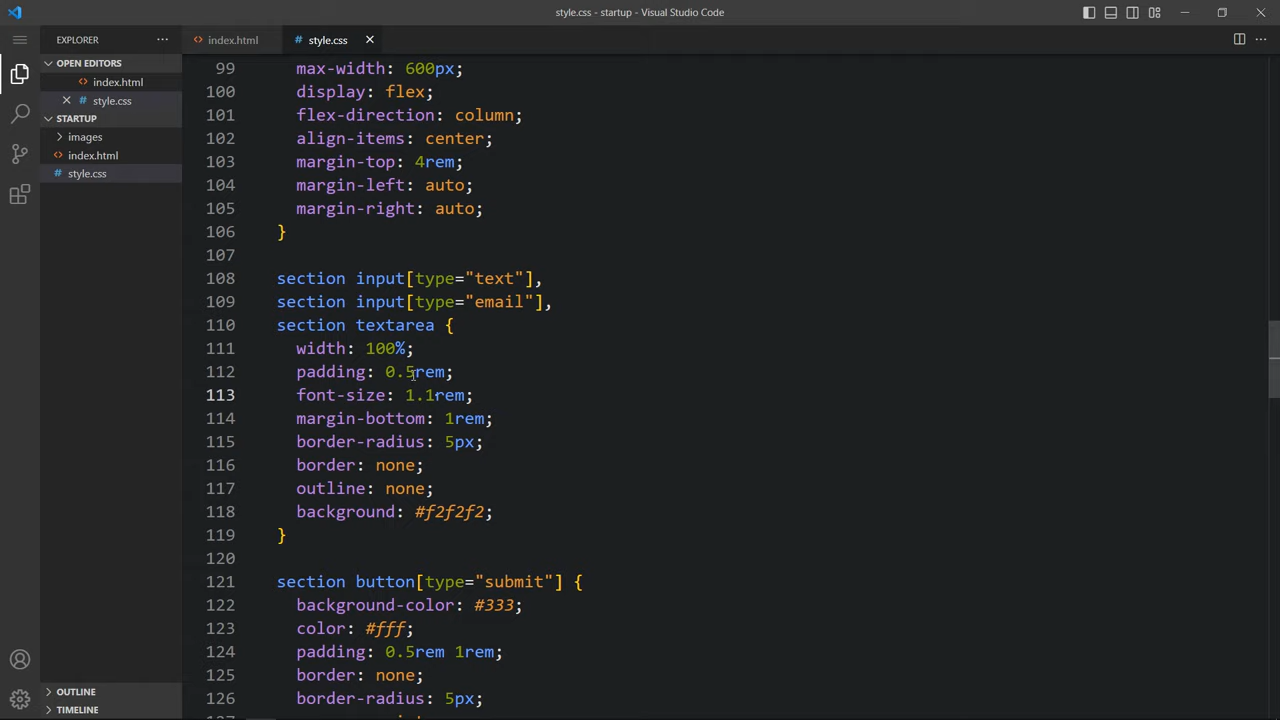 style.css - startup - Visual Studio Code
EXPLORER
OPEN EDITORS
index.html
style.css
STARTUP
images
index.html
style.css
OUTLINE
TIMELINE
index.html
style.css
99 max-width: 600px;
100 display: flex;
101 flex-direction: column;
102 align-items: center;
103 margin-top: 4rem;
104 margin-left: auto;
105 margin-right: auto;
106 }
107
108 section input[type="text"],
109 section input[type="email"],
110 section textarea {
111 width: 100%;
112 padding: 0.5rem;
113 font-size: 1.1rem;
114 margin-bottom: 1rem;
115 border-radius: 5px;
116 border: none;
117 outline: none;
118 background: #f2f2f2;
119 }
120
121 section button[type="submit"] {
122 background-color: #333;
123 color: #fff;
124 padding: 0.5rem 1rem;
125 border: none;
126 border-radius: 5px;